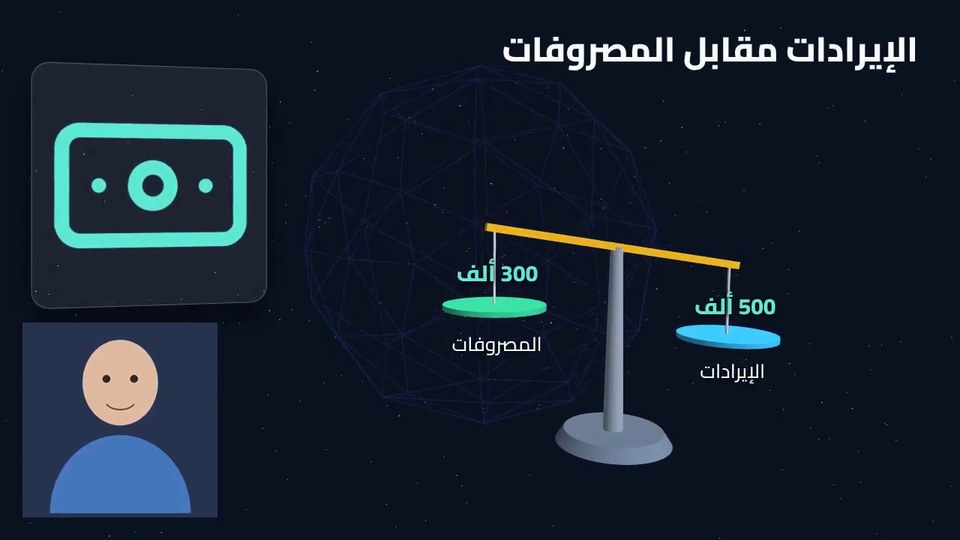 الإيرادات مقابل المصروفات
500 ألف
الإيرادات
300 ألف
المصروفات